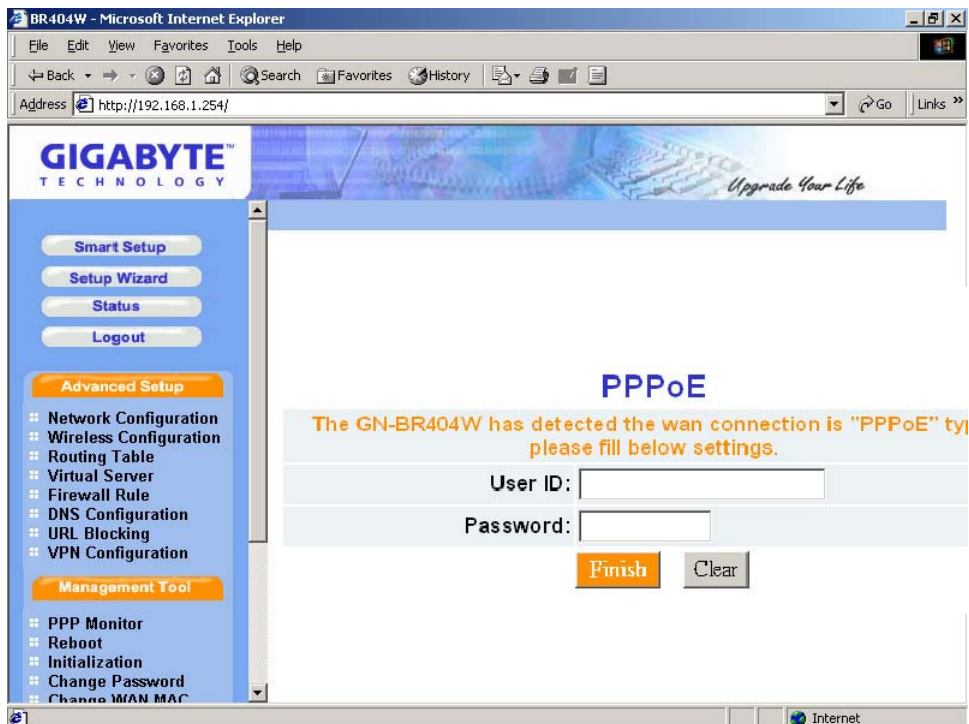 BR404W - Microsoft Internet Explorer
File Edit View Favorites Tools Help
Back Search Favorites History
Address http://192.168.1.254/ Go Links »
GIGABYTE™
TECHNOLOGY
Upgrade Your Life
Smart Setup
Setup Wizard
Status
Logout
Advanced Setup
Network Configuration
Wireless Configuration
Routing Table
Virtual Server
Firewall Rule
DNS Configuration
URL Blocking
VPN Configuration
Management Tool
PPP Monitor
Reboot
Initialization
Change Password
Change WAN MAC
PPPoE
The GN-BR404W has detected the wan connection is "PPPoE" typ
please fill below settings.
User ID:
Password:
Finish Clear
Internet